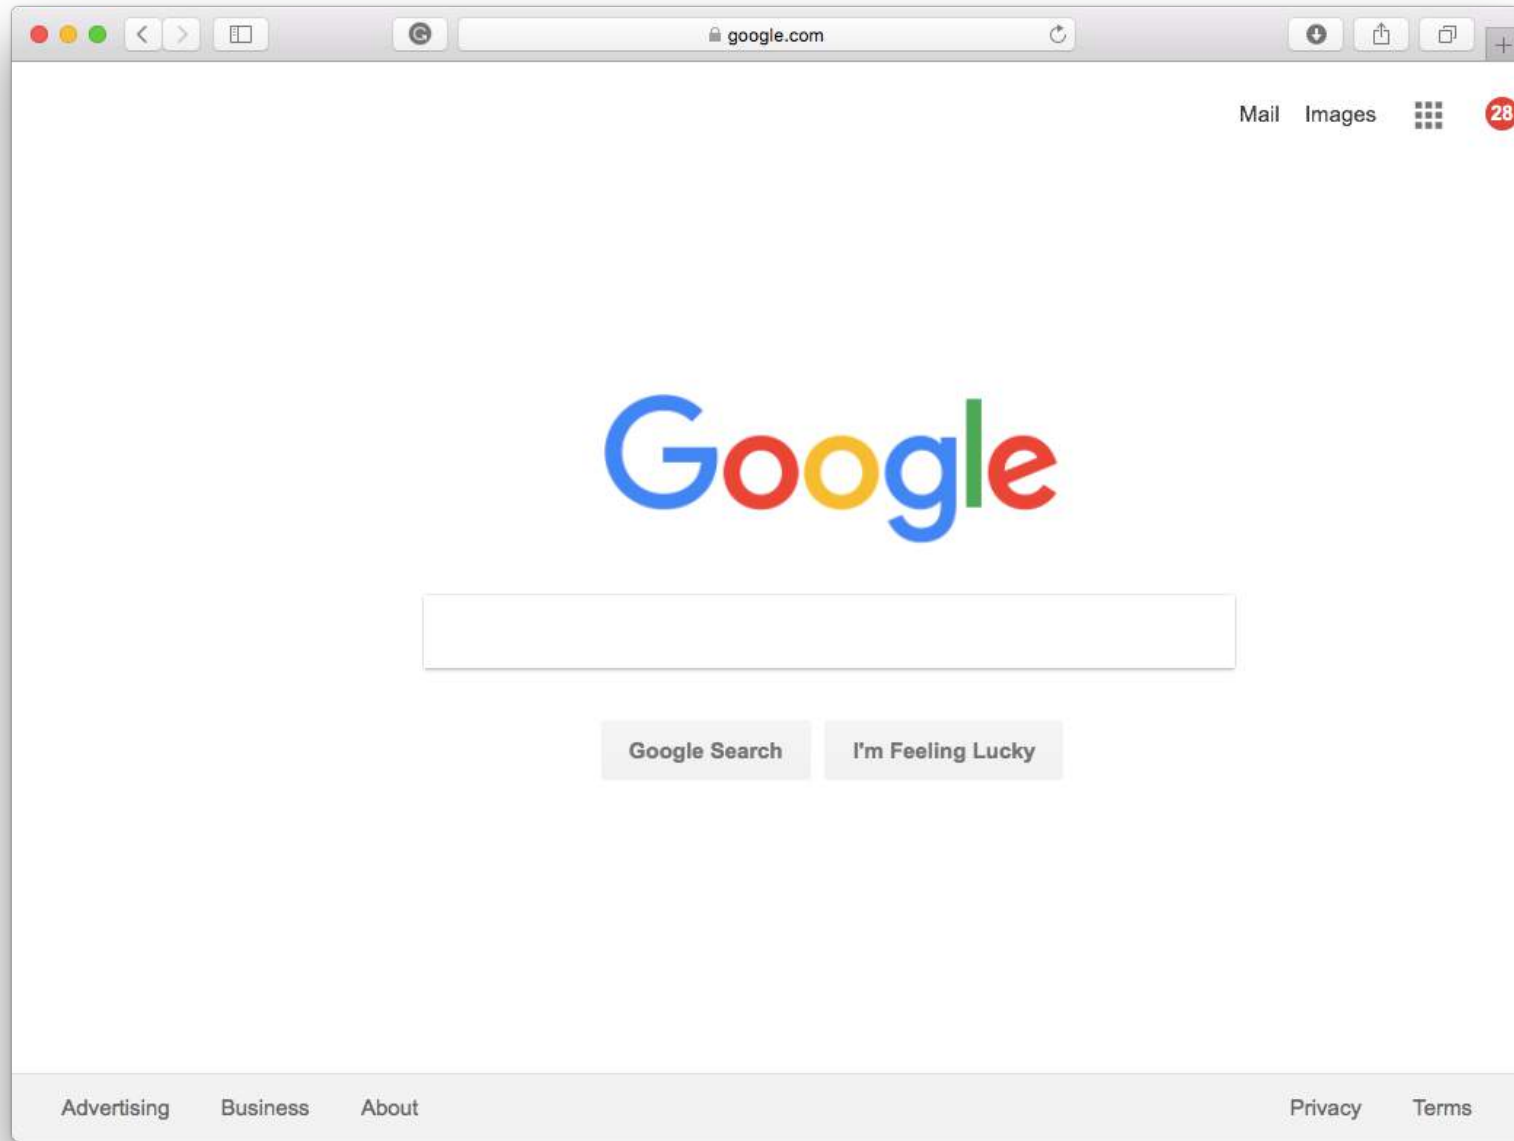 google.com
Mail Images 28
Google
Google Search I'm Feeling Lucky
Advertising Business About Privacy Terms